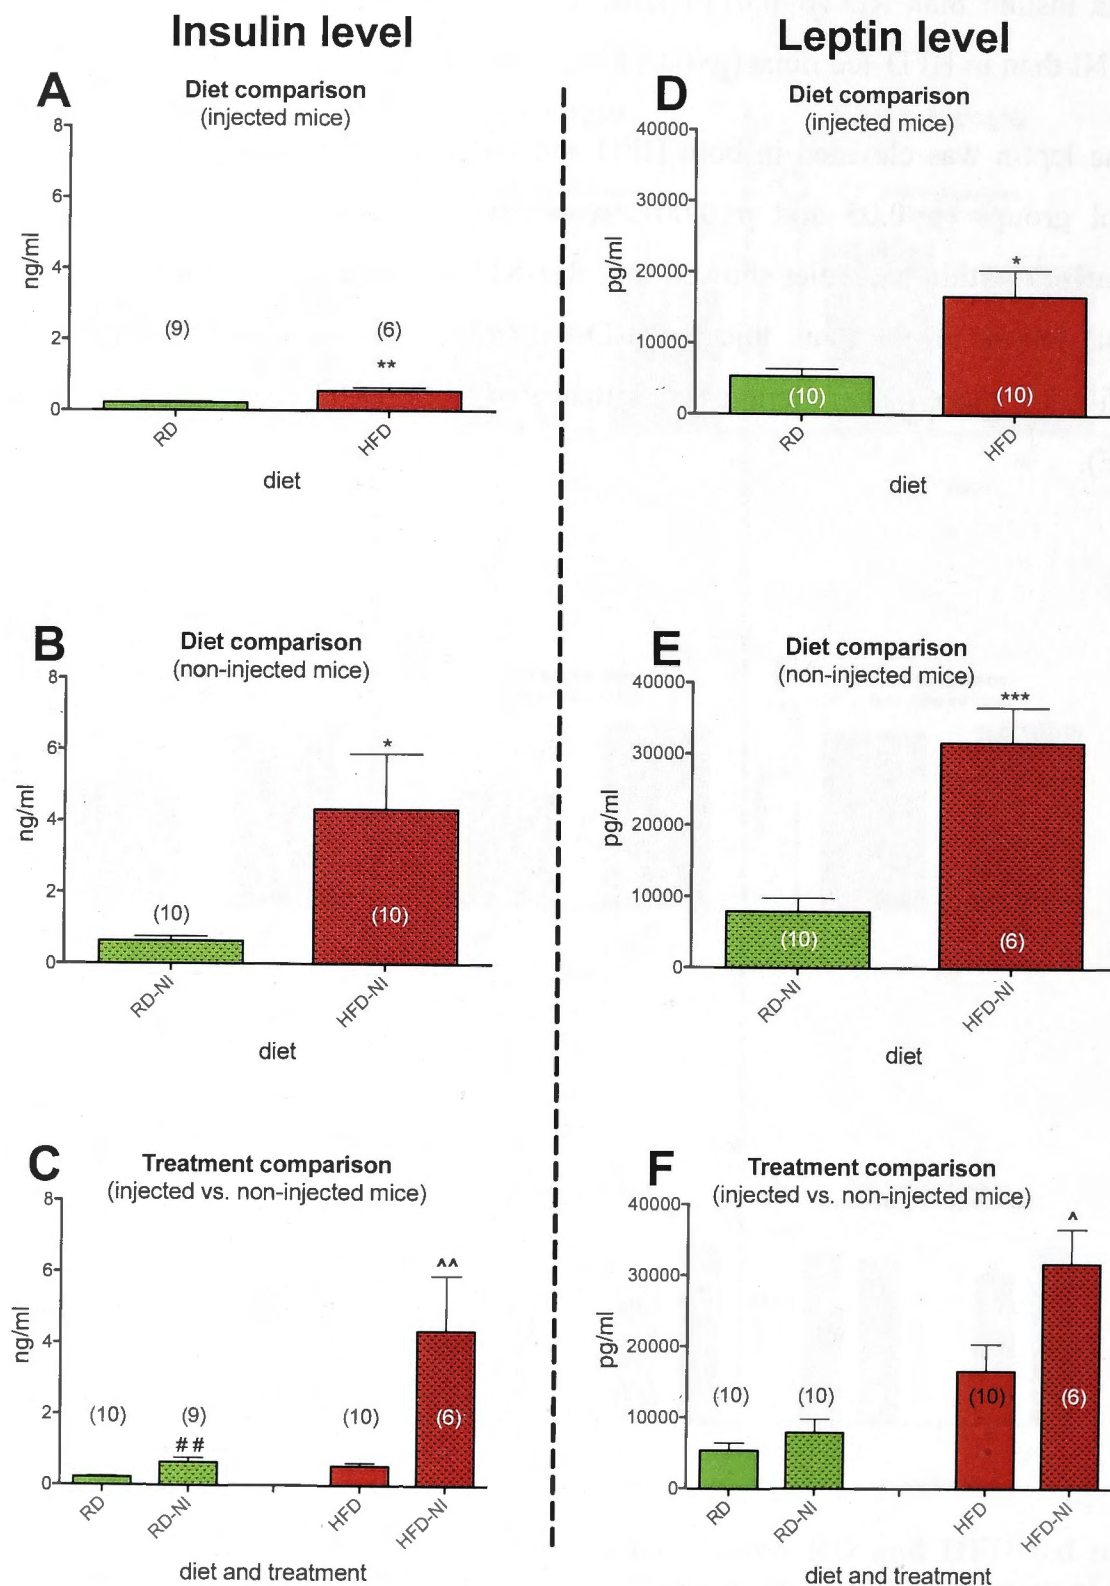 Insulin level
A
Diet comparison
(injected mice)
8
6
4
2
0
ng/ml
(9)
(6)
**
RD
HFD
diet
B
Diet comparison
(non-injected mice)
8
6
4
2
0
ng/ml
*
(10)
(10)
RD-NI
HFD-NI
diet
C
Treatment comparison
(injected vs. non-injected mice)
8
6
4
2
0
ng/ml
^^
(10)
(9)
##
(10)
(6)
RD
RD-NI
HFD
HFD-NI
diet and treatment
Leptin level
D
Diet comparison
(injected mice)
40000
30000
20000
10000
0
pg/ml
*
(10)
(10)
RD
HFD
diet
E
Diet comparison
(non-injected mice)
40000
30000
20000
10000
0
pg/ml
***
(10)
(6)
RD-NI
HFD-NI
diet
F
Treatment comparison
(injected vs. non-injected mice)
40000
30000
20000
10000
0
pg/ml
^
(10)
(10)
(10)
(6)
RD
RD-NI
HFD
HFD-NI
diet and treatment